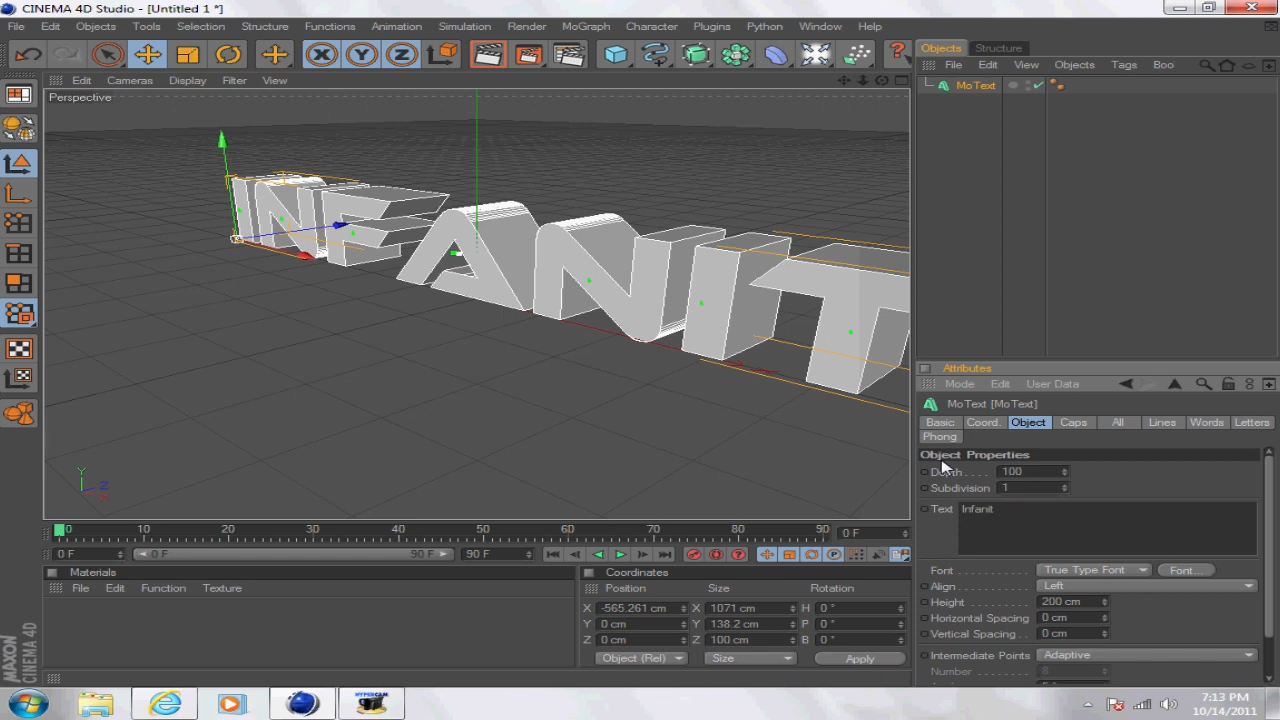 CINEMA 4D Studio - [Untitled 1 *]
File Edit Objects Tools Selection Structure Functions Animation Simulation Render MoGraph Character Plugins Python Window Help
Objects Structure
File Edit View Objects Tags Boo
MoText
Edit Cameras Display Filter View
Perspective
INFANIT
Y
Z
X
Attributes
Mode Edit User Data
MoText [MoText]
Basic Coord. Object Caps All Lines Words Letters
Phong
Object Properties
Depth 100
Subdivision 1
Text Infanit
Font True Type Font Font...
Align Left
Height 200 cm
Horizontal Spacing 0 cm
Vertical Spacing 0 cm
Intermediate Points Adaptive
Number 8
0 10 20 30 40 50 60 70 80 90 0 F
0 F 0 F 90 F 90 F
Materials
File Edit Function Texture
Coordinates
Position Size Rotation
X -565.261 cm X 1071 cm H 0 °
Y 0 cm Y 138.2 cm P 0 °
Z 0 cm Z 100 cm B 0 °
Object (Rel) Size Apply
MAXON
CINEMA 4D
HYPERCAM
7:13 PM
10/14/2011